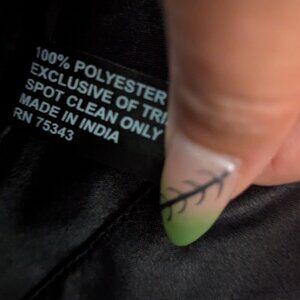 100% POLYESTER
EXCLUSIVE OF TRI
SPOT CLEAN ONLY
MADE IN INDIA
RN 75343